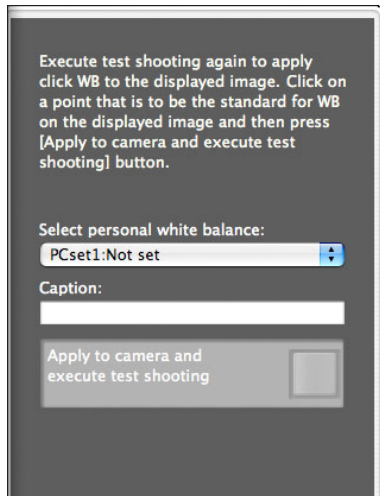 Execute test shooting again to apply
click WB to the displayed image. Click on
a point that is to be the standard for WB
on the displayed image and then press
[Apply to camera and execute test
shooting] button.
Select personal white balance:
PCset1:Not set
Caption:
Apply to camera and
execute test shooting